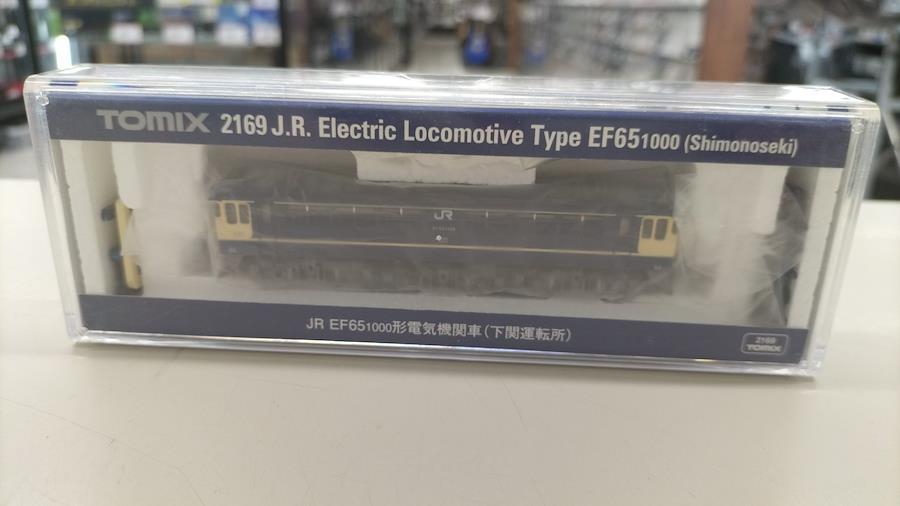 TOMIX 2169 J.R. Electric Locomotive Type EF651000 (Shimonoseki)
JR
JR EF651000形電気機関車(下関運転所)
2169
TOMIX